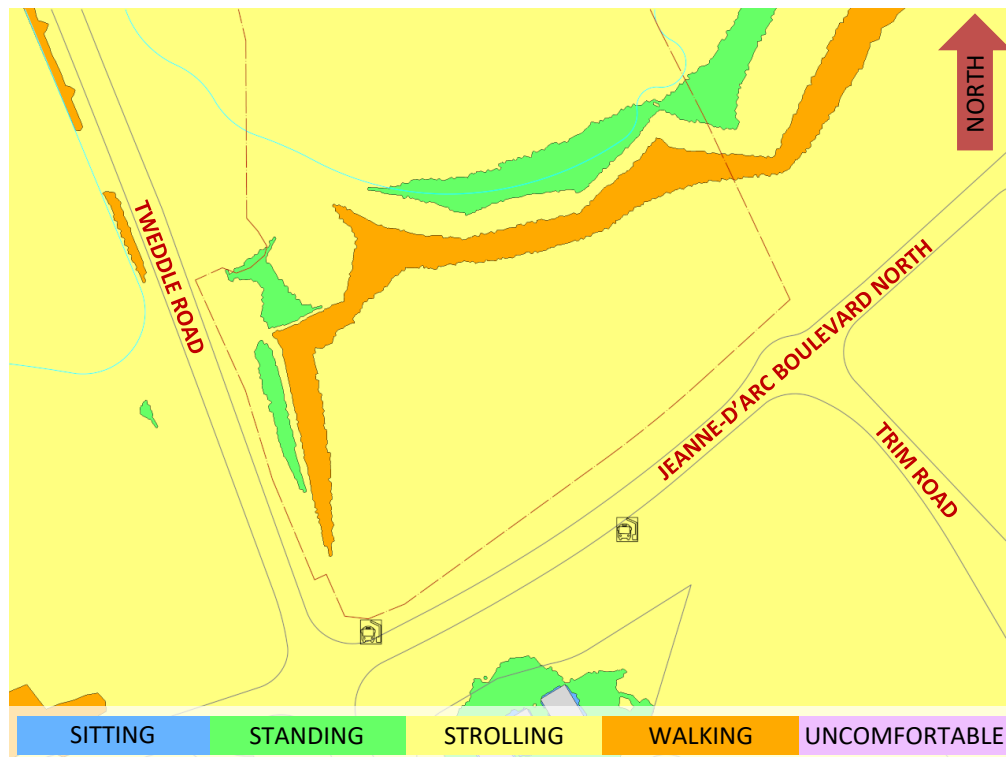 NORTH
TWEDDLE ROAD
JEANNE-D'ARC BOULEVARD NORTH
TRIM ROAD
SITTING
STANDING
STROLLING
WALKING
UNCOMFORTABLE